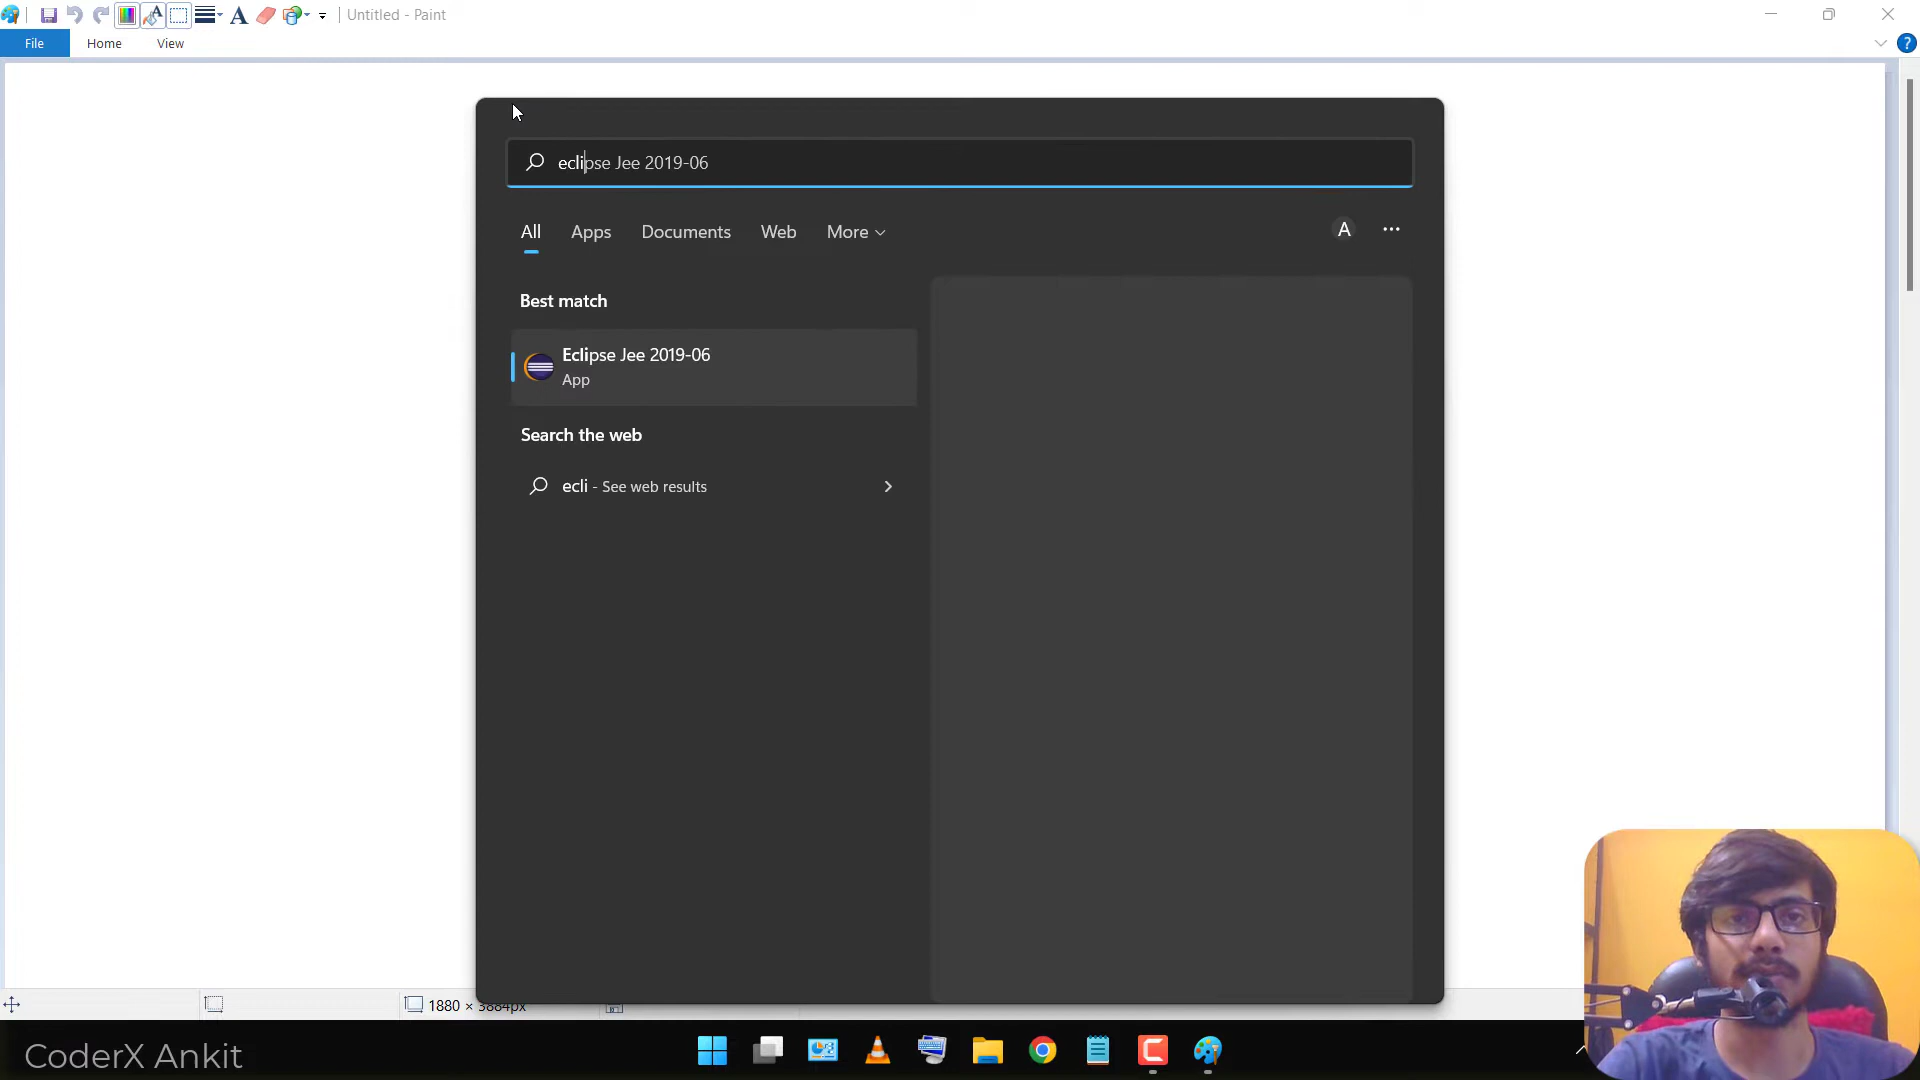 Untitled - Paint
File Home View
eclipse Jee 2019-06
All Apps Documents Web More
A
Best match
Eclipse Jee 2019-06
App
Search the web
ecli - See web results
1880 × 3884px
CoderX Ankit